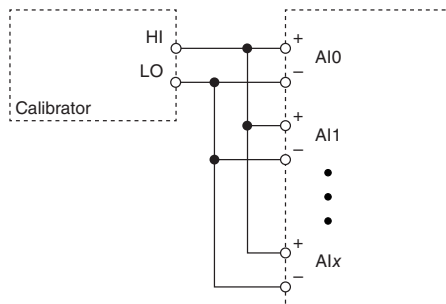 HI
+
AI0
LO
–
Calibrator
+
AI1
–
+
AIx
–